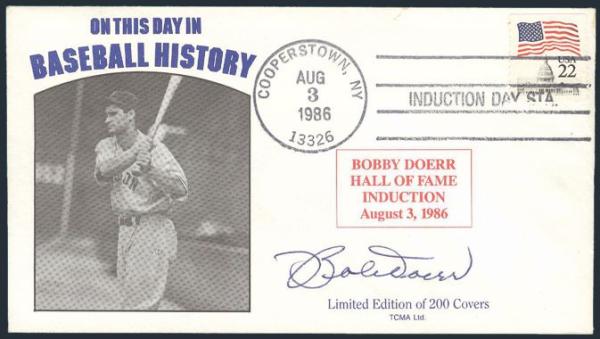 ON THIS DAY IN
BASEBALL HISTORY
COOPERSTOWN, NY
AUG
3
1986
13326
INDUCTION DAY STA.
USA
22
BOBBY DOERR
HALL OF FAME
INDUCTION
August 3, 1986
Bobby Doerr
Limited Edition of 200 Covers
TCMA Ltd.